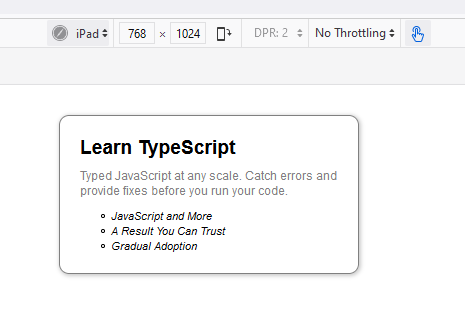 iPad 768 × 1024 DPR: 2 No Throttling
Learn TypeScript
Typed JavaScript at any scale. Catch errors and
provide fixes before you run your code.
JavaScript and More
A Result You Can Trust
Gradual Adoption